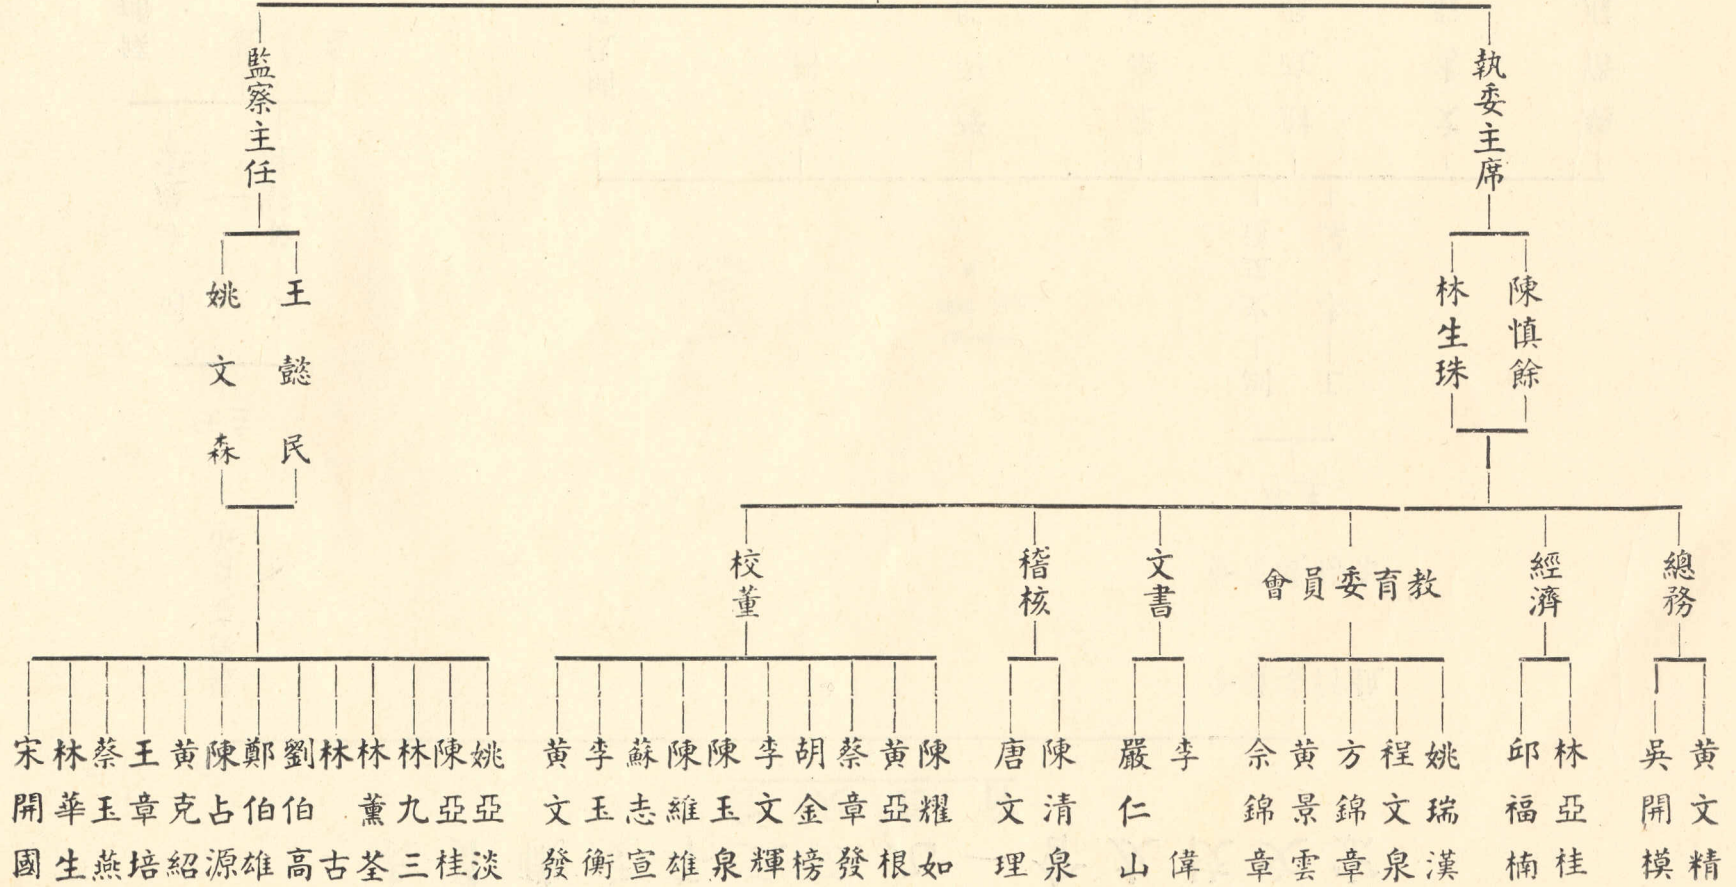 執委主席
陳慎餘
林生珠
總務
黃文精
吳開模
經濟
林亞桂
邱福楠
教育委員會
姚瑞漢
程文泉
方錦章
黃景雲
佘錦章
文書
李偉
嚴仁山
稽核
陳清泉
唐文理
校董
陳耀如
黃亞根
蔡章發
胡金榜
李文輝
陳玉泉
陳維雄
蘇志宣
李玉衡
黃文發
監察主任
王懿民
姚文森
姚亞淡
陳亞桂
林九三
林薰荃
林古
劉伯高
鄭伯雄
陳占源
黃克紹
王章培
蔡玉燕
林華生
宋開國